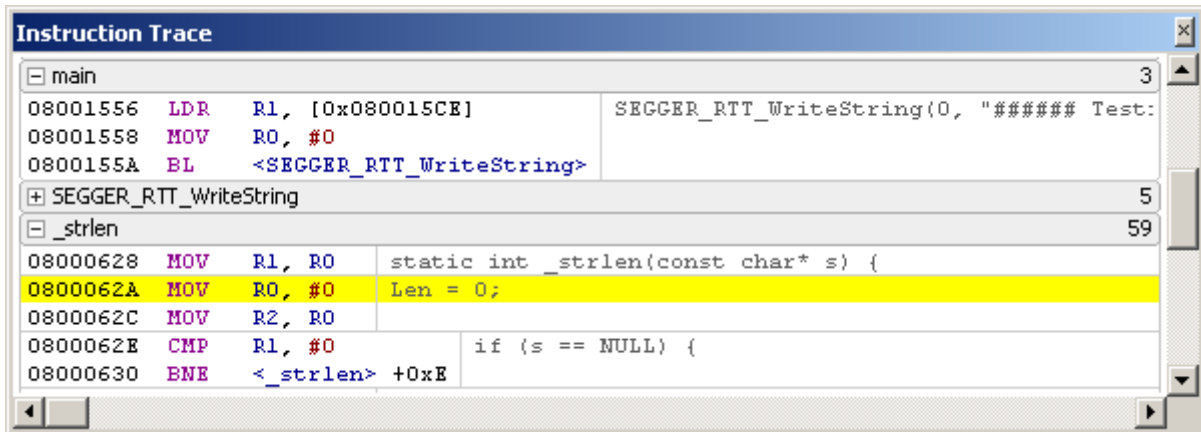 Instruction Trace
main 3
08001556 LDR R1, [0x080015CE] SEGGER_RTT_WriteString(0, "###### Test:
08001558 MOV R0, #0
0800155A BL <SEGGER_RTT_WriteString>
SEGGER_RTT_WriteString 5
_strlen 59
08000628 MOV R1, R0 static int _strlen(const char* s) {
0800062A MOV R0, #0 Len = 0;
0800062C MOV R2, R0
0800062E CMP R1, #0 if (s == NULL) {
08000630 BNE <_strlen> +0xE